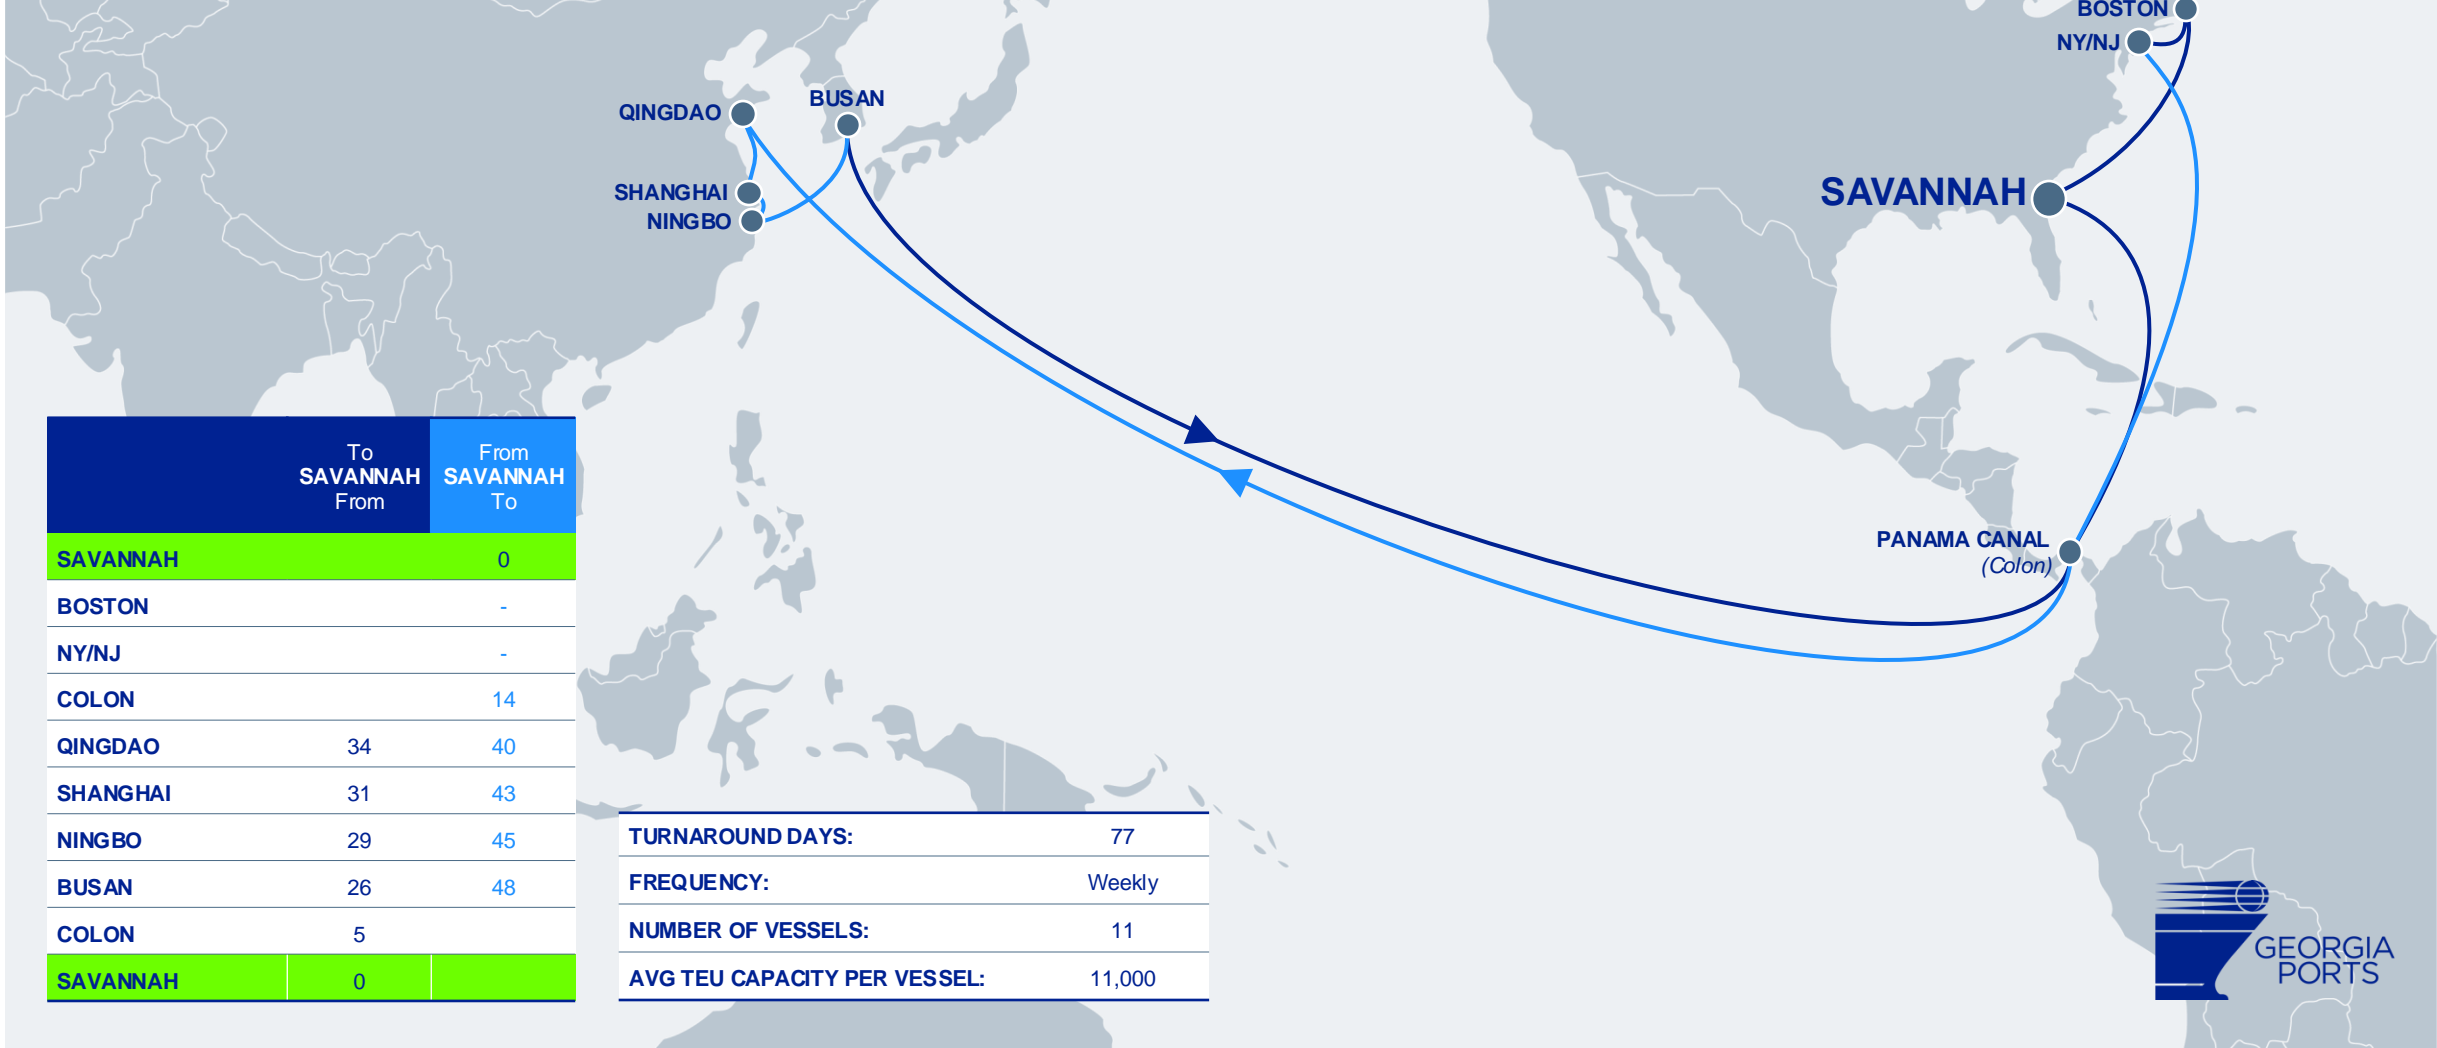 BOSTON
NY/NJ
QINGDAO
BUSAN
SHANGHAI
NINGBO
SAVANNAH
PANAMA CANAL
(Colon)
To SAVANNAH From | From SAVANNAH To
SAVANNAH 0
BOSTON -
NY/NJ -
COLON 14
QINGDAO 34 40
SHANGHAI 31 43
NINGBO 29 45
BUSAN 26 48
COLON 5
SAVANNAH 0
TURNAROUND DAYS: 77
FREQUENCY: Weekly
NUMBER OF VESSELS: 11
AVG TEU CAPACITY PER VESSEL: 11,000
GEORGIA
PORTS